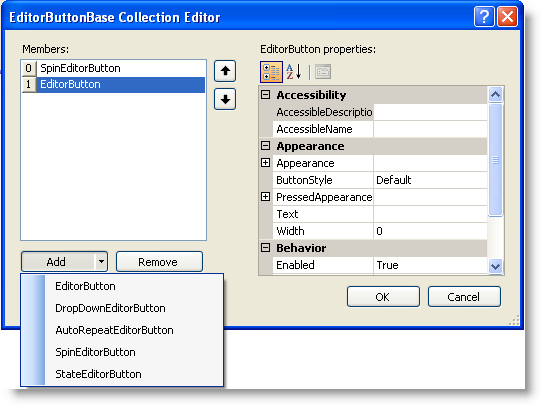 EditorButtonBase Collection Editor
Members:
0 SpinEditorButton
1 EditorButton
Add
Remove
EditorButton
DropDownEditorButton
AutoRepeatEditorButton
SpinEditorButton
StateEditorButton
EditorButton properties:
Accessibility
AccessibleDescriptio
AccessibleName
Appearance
Appearance
ButtonStyle Default
PressedAppearance
Text
Width 0
Behavior
Enabled True
OK
Cancel